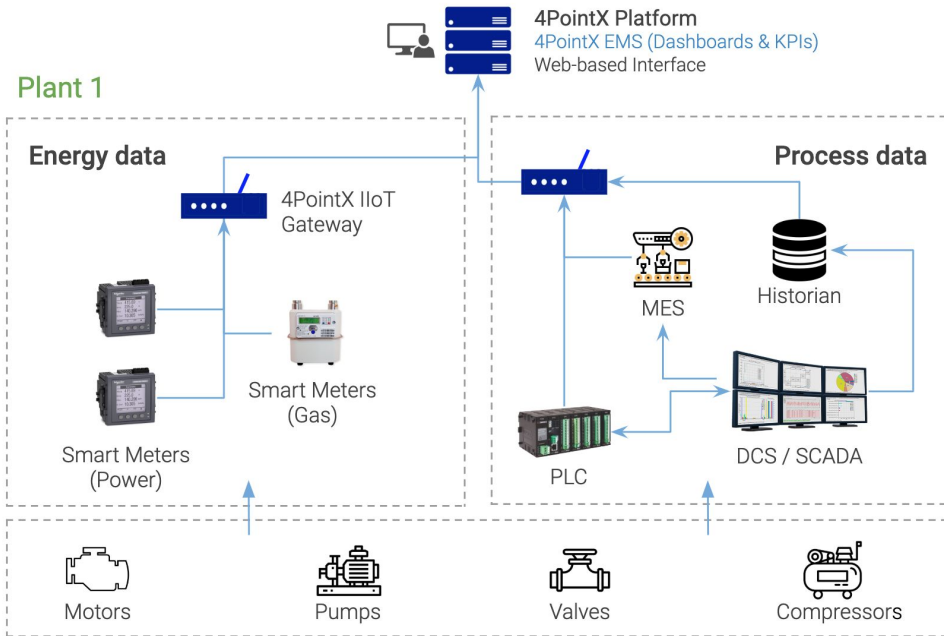 4PointX Platform
4PointX EMS (Dashboards & KPIs)
Web-based Interface
Plant 1
Energy data
Process data
4PointX IIoT
Gateway
MES
Historian
Smart Meters
(Gas)
Smart Meters
(Power)
PLC
DCS / SCADA
Motors
Pumps
Valves
Compressors